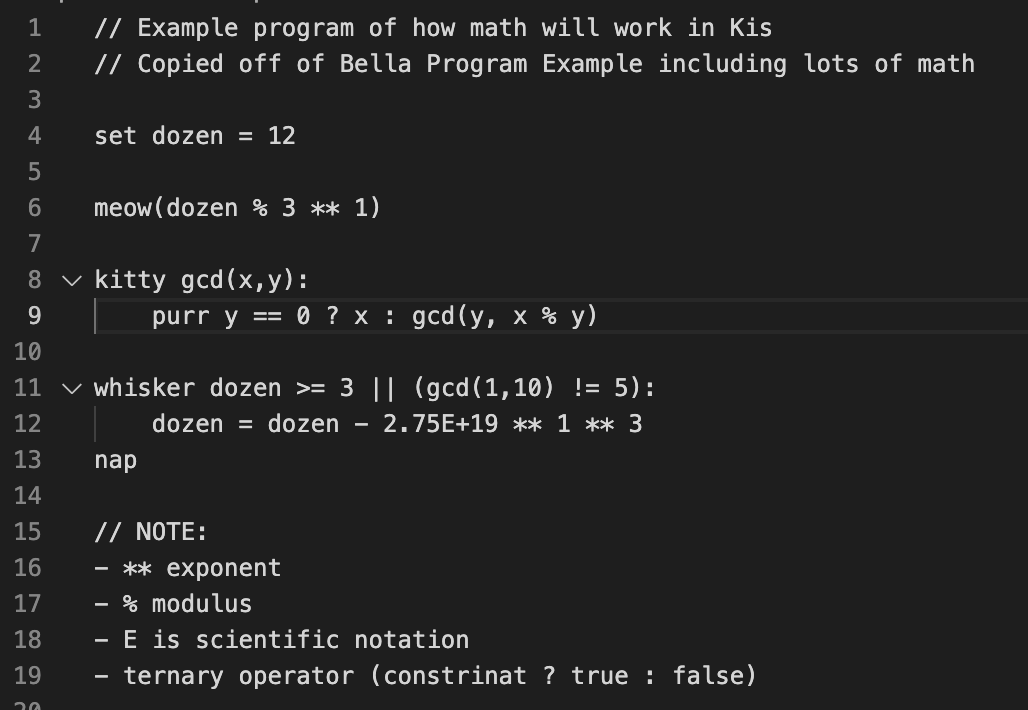 1 // Example program of how math will work in Kis
2 // Copied off of Bella Program Example including lots of math
3
4 set dozen = 12
5
6 meow(dozen % 3 ** 1)
7
8 kitty gcd(x,y):
9     purr y == 0 ? x : gcd(y, x % y)
10
11 whisker dozen >= 3 || (gcd(1,10) != 5):
12     dozen = dozen - 2.75E+19 ** 1 ** 3
13 nap
14
15 // NOTE:
16 - ** exponent
17 - % modulus
18 - E is scientific notation
19 - ternary operator (constrinat ? true : false)
20